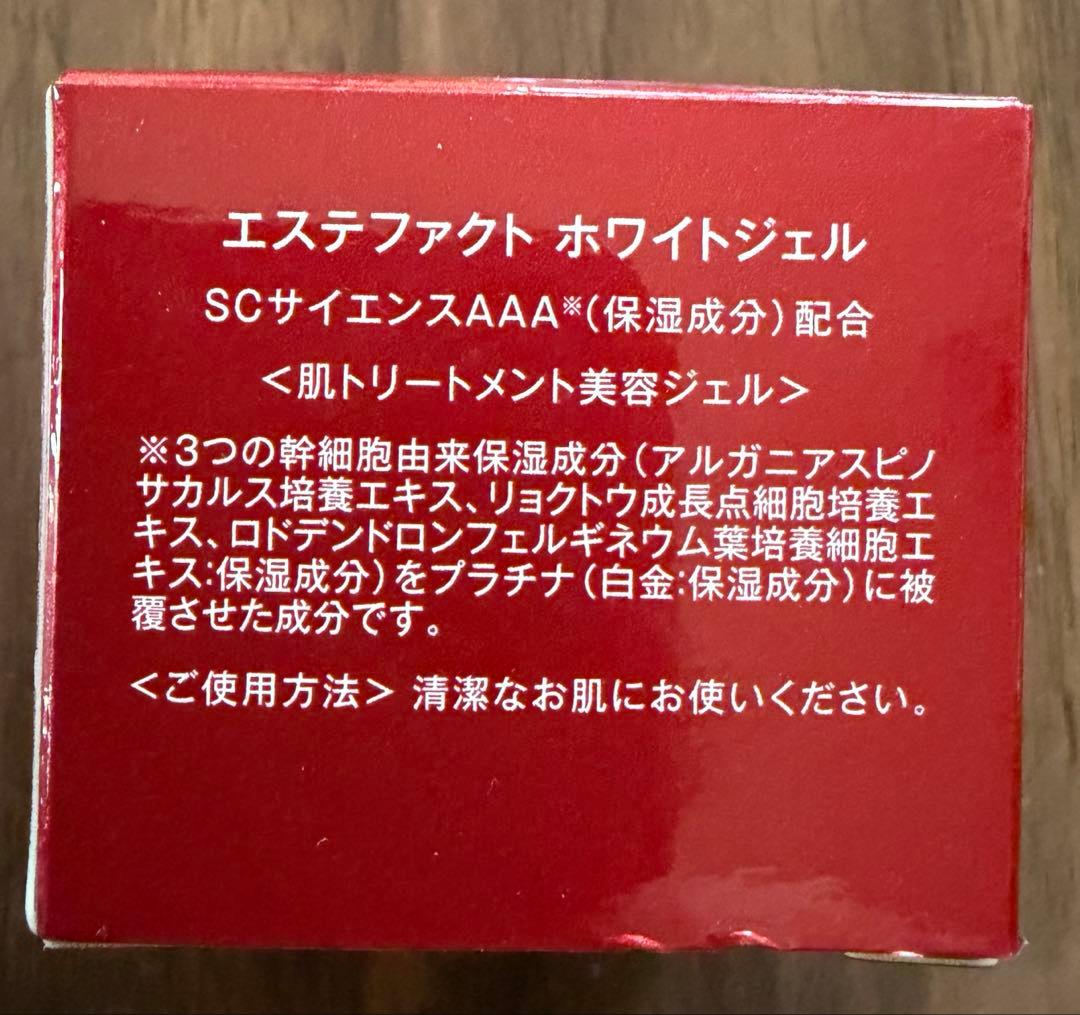 エステファクト ホワイトジェル
SCサイエンスAAA※(保湿成分)配合
<肌トリートメント美容ジェル>
※3つの幹細胞由来保湿成分(アルガニアスピノ
サカルス培養エキス、リョクトウ成長点細胞培養エ
キス、ロドデンドロンフェルギネウム葉培養細胞エ
キス:保湿成分)をプラチナ(白金:保湿成分)に被
覆させた成分です。
<ご使用方法> 清潔なお肌にお使いください。